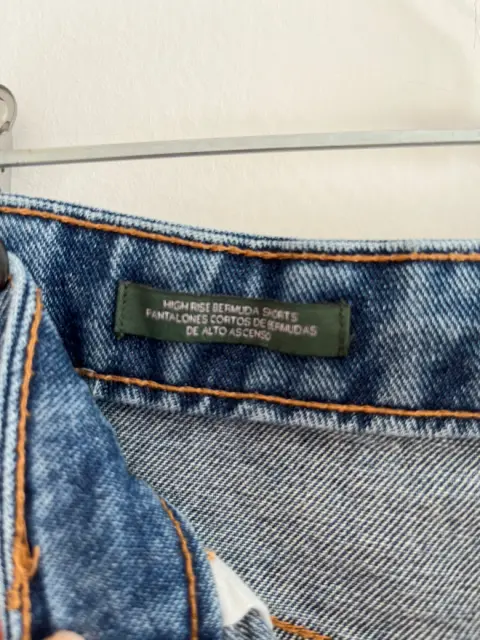 HIGH RISE BERMUDA SHORTS
PANTALONES CORTOS DE BERMUDAS
DE ALTO ASCENSO